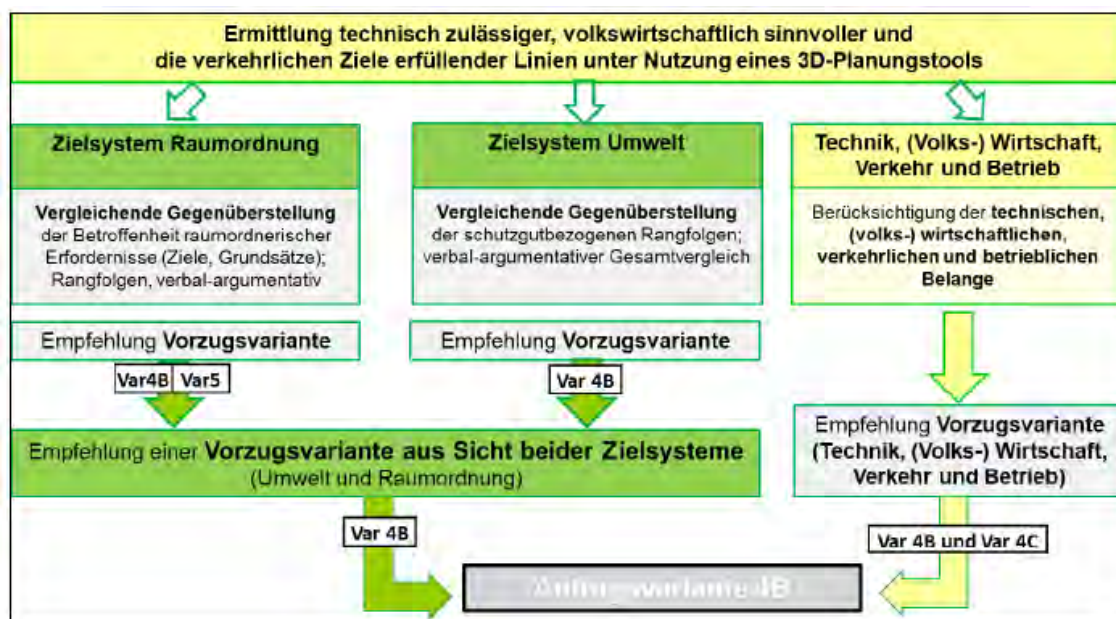 Ermittlung technisch zulässiger, volkswirtschaftlich sinnvoller und
die verkehrlichen Ziele erfüllender Linien unter Nutzung eines 3D-Planungstools
Zielsystem Raumordnung
Vergleichende Gegenüberstellung
der Betroffenheit raumordnerischer
Erfordernisse (Ziele, Grundsätze);
Rangfolgen, verbal-argumentativ
Empfehlung Vorzugsvariante
Var4B Var5
Zielsystem Umwelt
Vergleichende Gegenüberstellung
der schutzgutbezogenen Rangfolgen;
verbal-argumentativer Gesamtvergleich
Empfehlung Vorzugsvariante
Var 4B
Technik, (Volks-) Wirtschaft,
Verkehr und Betrieb
Berücksichtigung der technischen,
(volks-) wirtschaftlichen,
verkehrlichen und betrieblichen
Belange
Empfehlung einer Vorzugsvariante aus Sicht beider Zielsysteme
(Umwelt und Raumordnung)
Var 4B
Empfehlung Vorzugsvariante
(Technik, (Volks-) Wirtschaft,
Verkehr und Betrieb)
Var 4B und Var 4C
Antragsvariante 4B